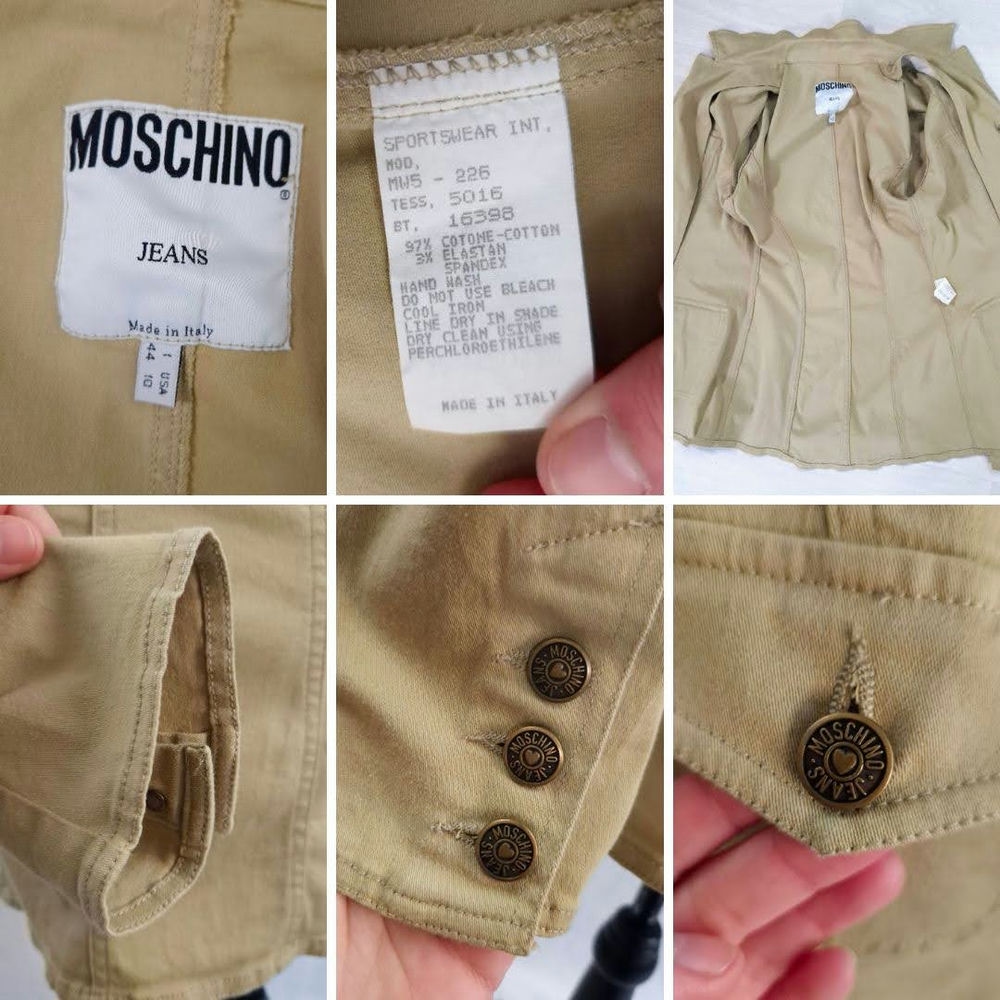 MOSCHINO
®
JEANS
Made in Italy
I USA
44 10
SPORTSWEAR INT.
MOD.
MW5 - 226
TESS. 5016
BT. 16398
97% COTONE-COTTON
3% ELASTAN
SPANDEX
HAND WASH
DO NOT USE BLEACH
COOL IRON
LINE DRY IN SHADE
DRY CLEAN USING
PERCHLOROETHILENE
MADE IN ITALY
MOSCHINO
MOSCHINO · JEANS ·
MOSCHINO · JEANS ·
MOSCHINO · JEANS ·
MOSCHINO · JEANS ·